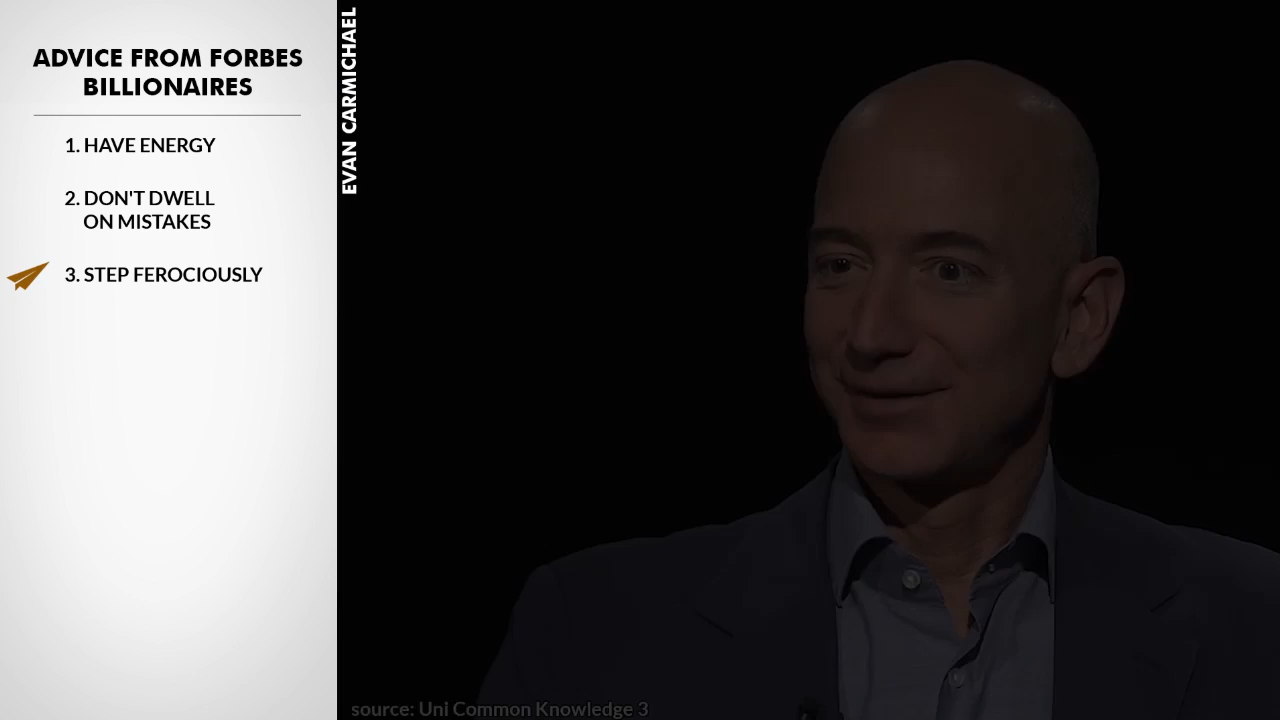 ADVICE FROM FORBES
BILLIONAIRES
1. HAVE ENERGY
2. DON'T DWELL
ON MISTAKES
3. STEP FEROCIOUSLY
EVAN CARMICHAEL
source: Uni Common Knowledge 3